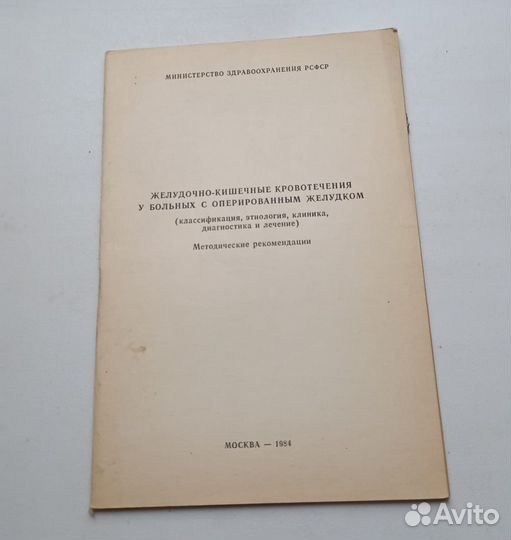 МИНИСТЕРСТВО ЗДРАВООХРАНЕНИЯ РСФСР
ЖЕЛУДОЧНО-КИШЕЧНЫЕ КРОВОТЕЧЕНИЯ
У БОЛЬНЫХ С ОПЕРИРОВАННЫМ ЖЕЛУДКОМ
(классификация, этиология, клиника,
диагностика и лечение)
Методические рекомендации
МОСКВА — 1984
Avito